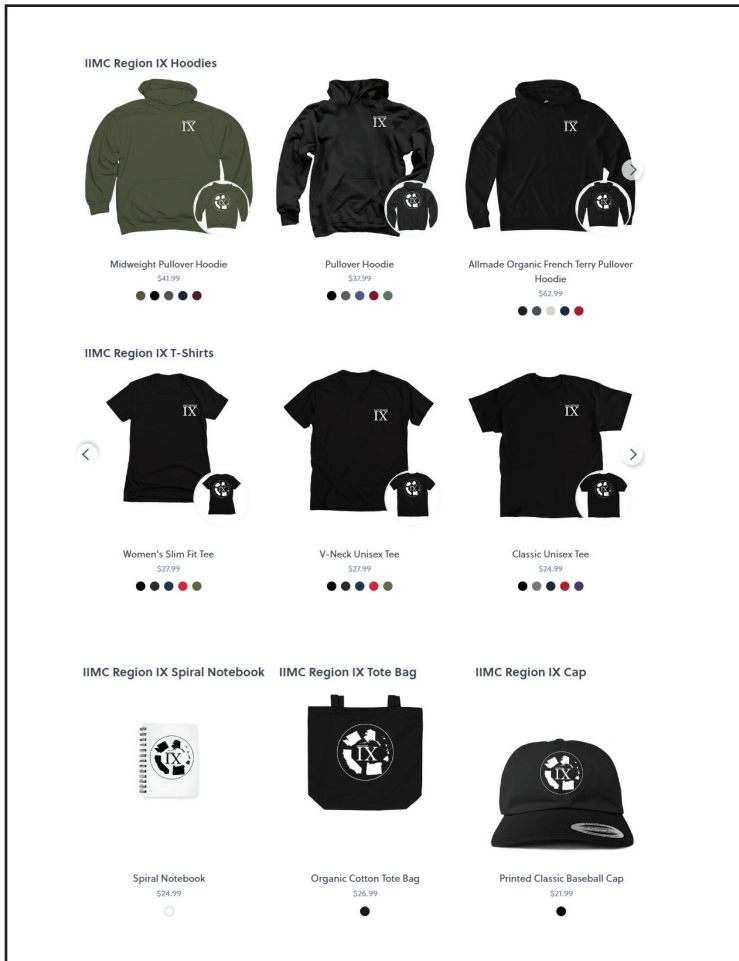 IIMC Region IX Hoodies
IX
IX
IX
Midweight Pullover Hoodie
$41.99
Pullover Hoodie
$37.99
Allmade Organic French Terry Pullover
Hoodie
$62.99
IIMC Region IX T-Shirts
IX
IX
IX
Women's Slim Fit Tee
$27.99
V-Neck Unisex Tee
$27.99
Classic Unisex Tee
$24.99
IIMC Region IX Spiral Notebook
IIMC Region IX Tote Bag
IIMC Region IX Cap
IX
IX
IX
Spiral Notebook
$24.99
Organic Cotton Tote Bag
$26.99
Printed Classic Baseball Cap
$21.99